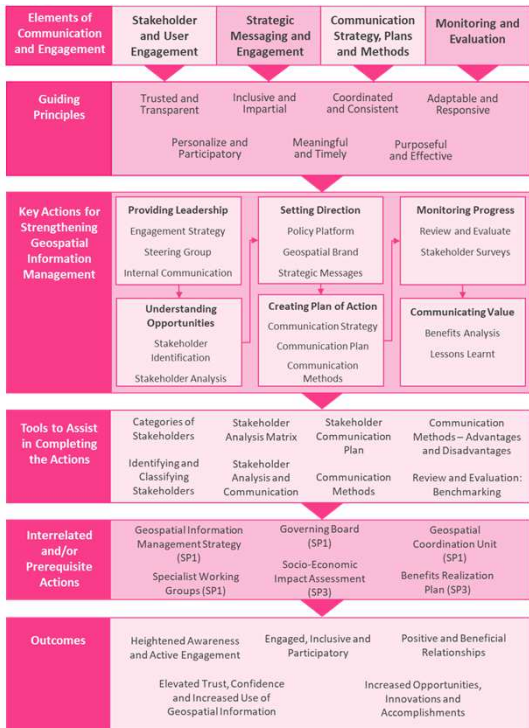 Elements of
Communication
and Engagement
Stakeholder
and User
Engagement
Strategic
Messaging and
Engagement
Communication
Strategy, Plans
and Methods
Monitoring and
Evaluation
Guiding
Principles
Trusted and
Transparent
Inclusive and
Impartial
Coordinated
and Consistent
Adaptable and
Responsive
Personalize and
Participatory
Meaningful
and Timely
Purposeful
and Effective
Key Actions for
Strengthening
Geospatial
Information
Management
Providing Leadership
Engagement Strategy
Steering Group
Internal Communication
Understanding
Opportunities
Stakeholder
Identification
Stakeholder Analysis
Setting Direction
Policy Platform
Geospatial Brand
Strategic Messages
Creating Plan of Action
Communication Strategy
Communication Plan
Communication
Methods
Monitoring Progress
Review and Evaluate
Stakeholder Surveys
Communicating Value
Benefits Analysis
Lessons Learnt
Tools to Assist
in Completing
the Actions
Categories of
Stakeholders
Stakeholder
Analysis Matrix
Stakeholder
Communication
Plan
Communication
Methods – Advantages
and Disadvantages
Identifying and
Classifying
Stakeholders
Stakeholder
Analysis and
Communication
Communication
Methods
Review and Evaluation:
Benchmarking
Interrelated
and/or
Prerequisite
Actions
Geospatial Information
Management Strategy
(SP1)
Governing Board
(SP1)
Geospatial
Coordination Unit
(SP1)
Specialist Working
Groups (SP1)
Socio-Economic
Impact Assessment
(SP3)
Benefits Realization
Plan (SP3)
Outcomes
Heightened Awareness
and Active Engagement
Engaged, Inclusive and
Participatory
Positive and Beneficial
Relationships
Elevated Trust, Confidence
and Increased Use of
Geospatial Information
Increased Opportunities,
Innovations and
Accomplishments